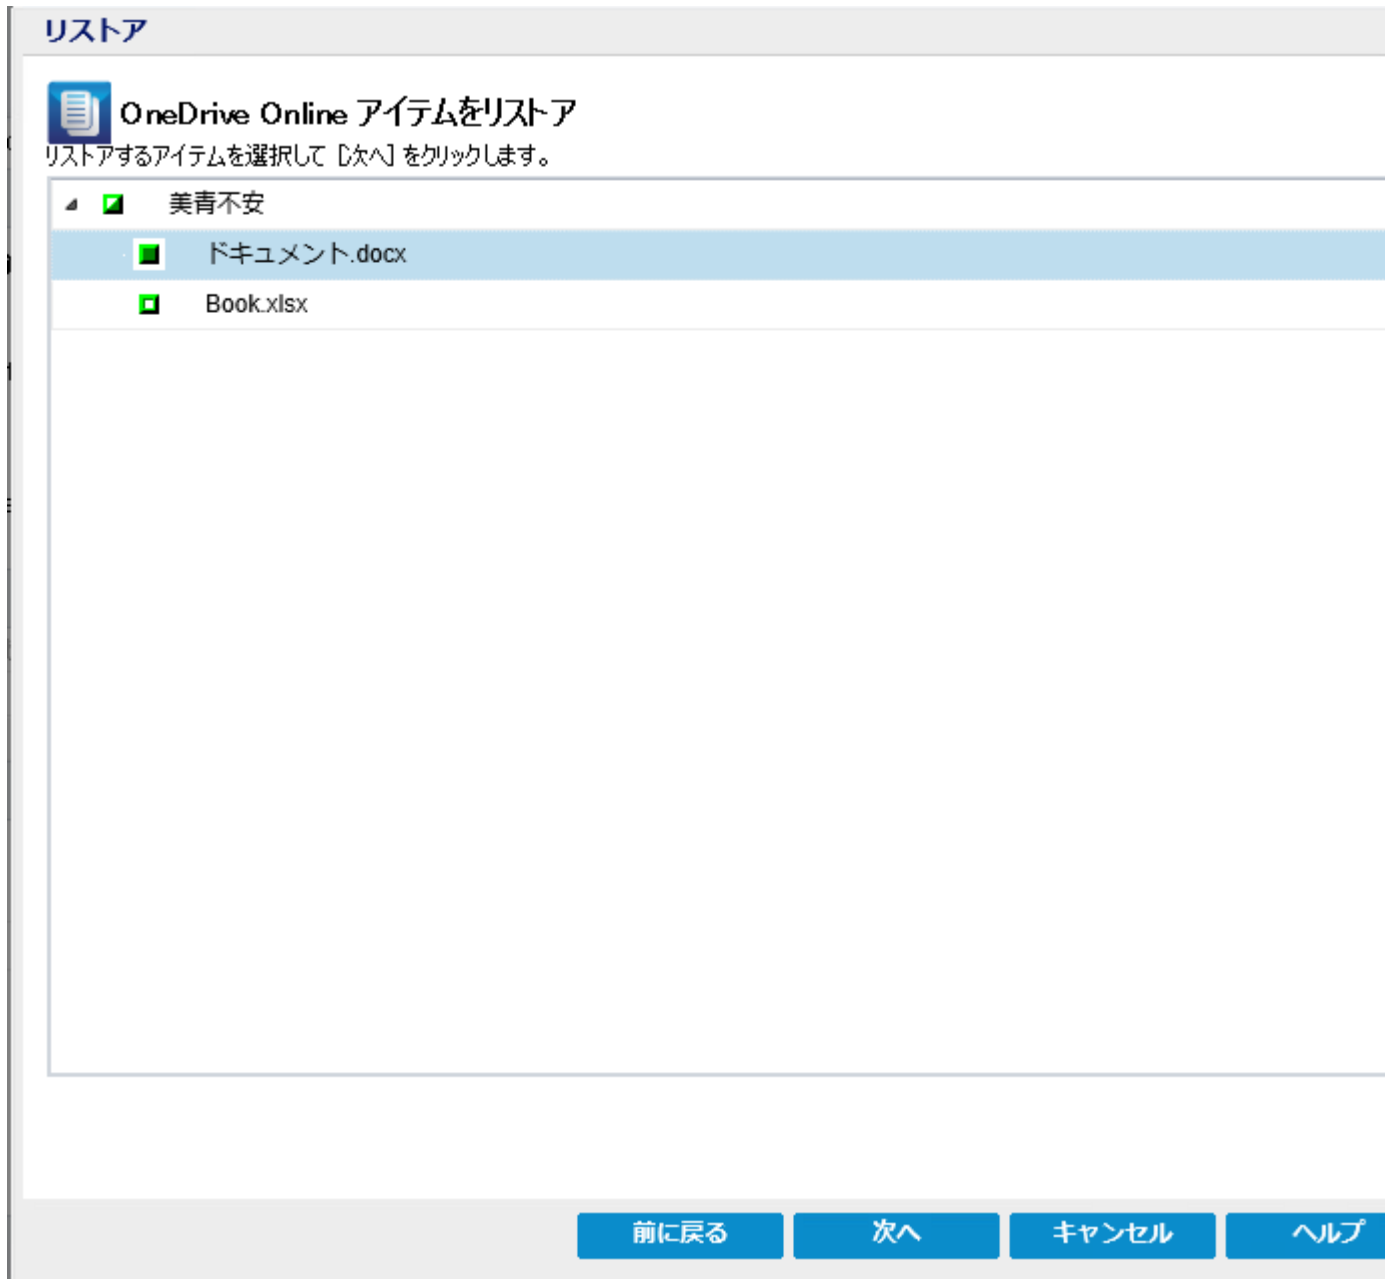 リストア
OneDrive Online アイテムをリストア
リストアするアイテムを選択して [次へ] をクリックします。
美青不安
ドキュメント.docx
Book.xlsx
前に戻る 次へ キャンセル ヘルプ